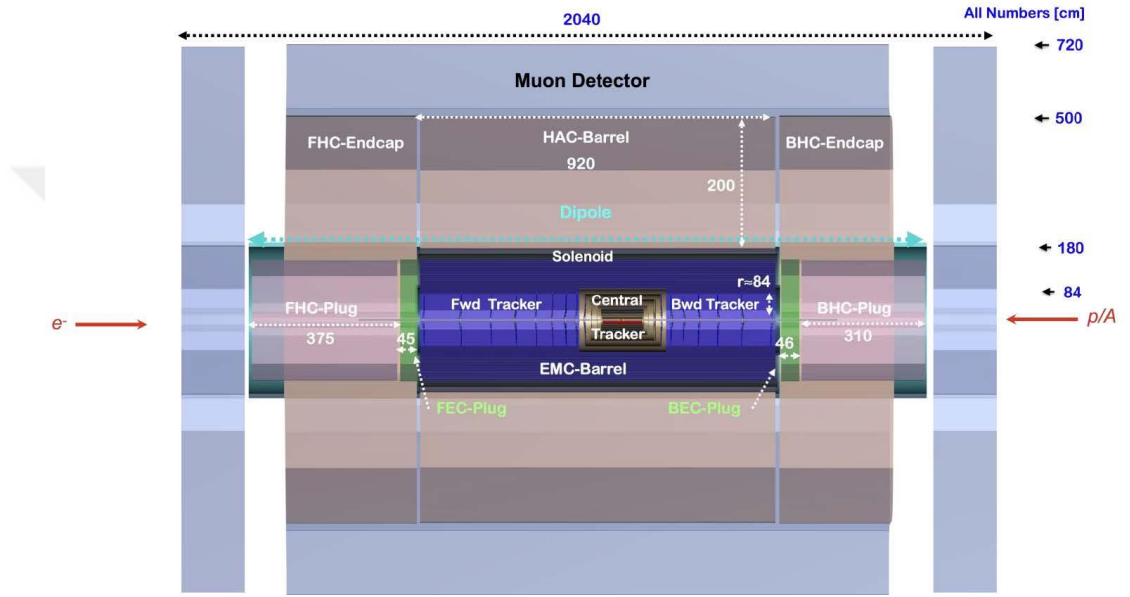 2040
All Numbers [cm]
720
Muon Detector
500
FHC-Endcap
HAC-Barrel
BHC-Endcap
920
200
Dipole
180
Solenoid
r≈84
84
Fwd Tracker
Central
Bwd Tracker
FHC-Plug
BHC-Plug
e-
p/A
375
45
Tracker
46
310
EMC-Barrel
FEC-Plug
BEC-Plug